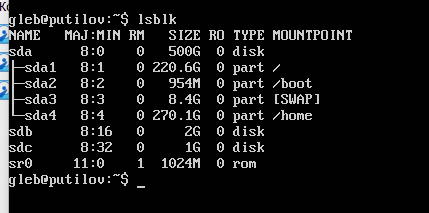 Ко
gleb@putilov:~$ lsblk
NAME   MAJ:MIN RM   SIZE RO TYPE MOUNTPOINT
sda      8:0    0   500G  0 disk
├─sda1   8:1    0 220.6G  0 part /
├─sda2   8:2    0   954M  0 part /boot
├─sda3   8:3    0   8.4G  0 part [SWAP]
└─sda4   8:4    0 270.1G  0 part /home
sdb      8:16   0     2G  0 disk
sdc      8:32   0     1G  0 disk
sr0     11:0    1  1024M  0 rom
gleb@putilov:~$ _